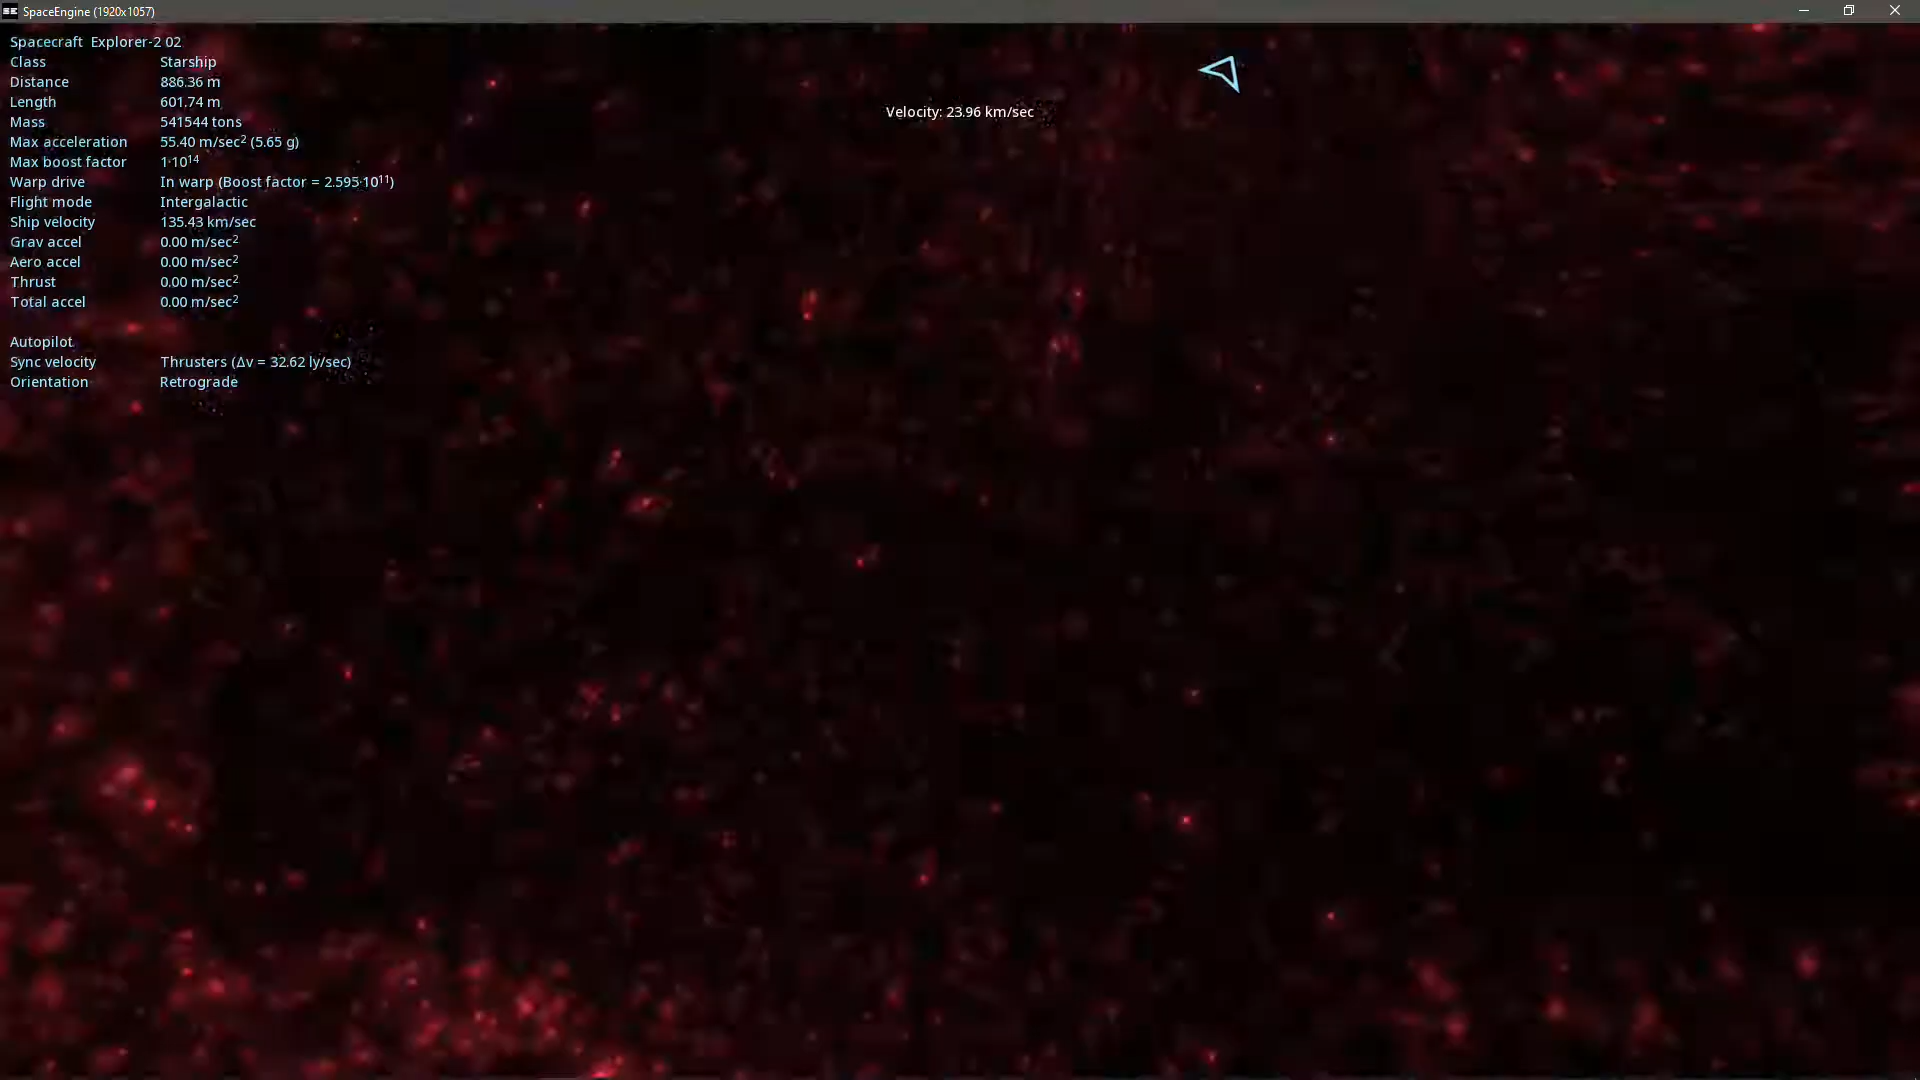 SpaceEngine (1920x1057)
Spacecraft Explorer-2 02
Class Starship
Distance 886.36 m
Length 601.74 m
Mass 541544 tons
Max acceleration 55.40 m/sec² (5.65 g)
Max boost factor 1·10¹⁴
Warp drive In warp (Boost factor = 2.595·10¹¹)
Flight mode Intergalactic
Ship velocity 135.43 km/sec
Grav accel 0.00 m/sec²
Aero accel 0.00 m/sec²
Thrust 0.00 m/sec²
Total accel 0.00 m/sec²
Autopilot
Sync velocity Thrusters (Δv = 32.62 ly/sec)
Orientation Retrograde
Velocity: 23.96 km/sec